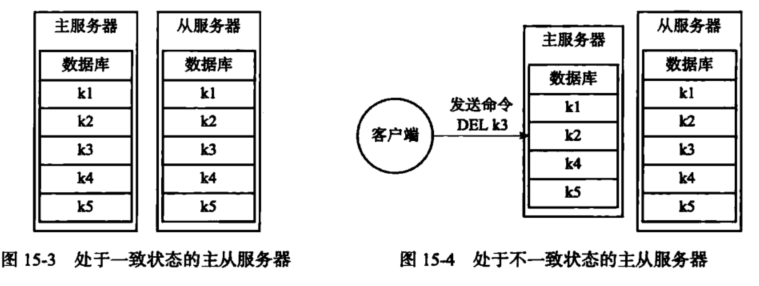 主服务器
数据库
k1
k2
k3
k4
k5
从服务器
数据库
k1
k2
k3
k4
k5
图 15-3 处于一致状态的主从服务器
客户端
发送命令
DEL k3
主服务器
数据库
k1
k2
k4
k5
从服务器
数据库
k1
k2
k3
k4
k5
图 15-4 处于不一致状态的主从服务器